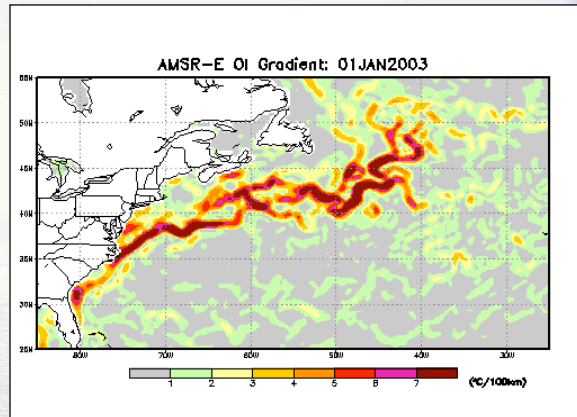 AMSR-E OI Gradient: 01JAN2003
55N
50N
45N
40N
35N
30N
25N
80W 70W 60W 50W 40W 30W
1 2 3 4 5 6 7 (°C/100km)